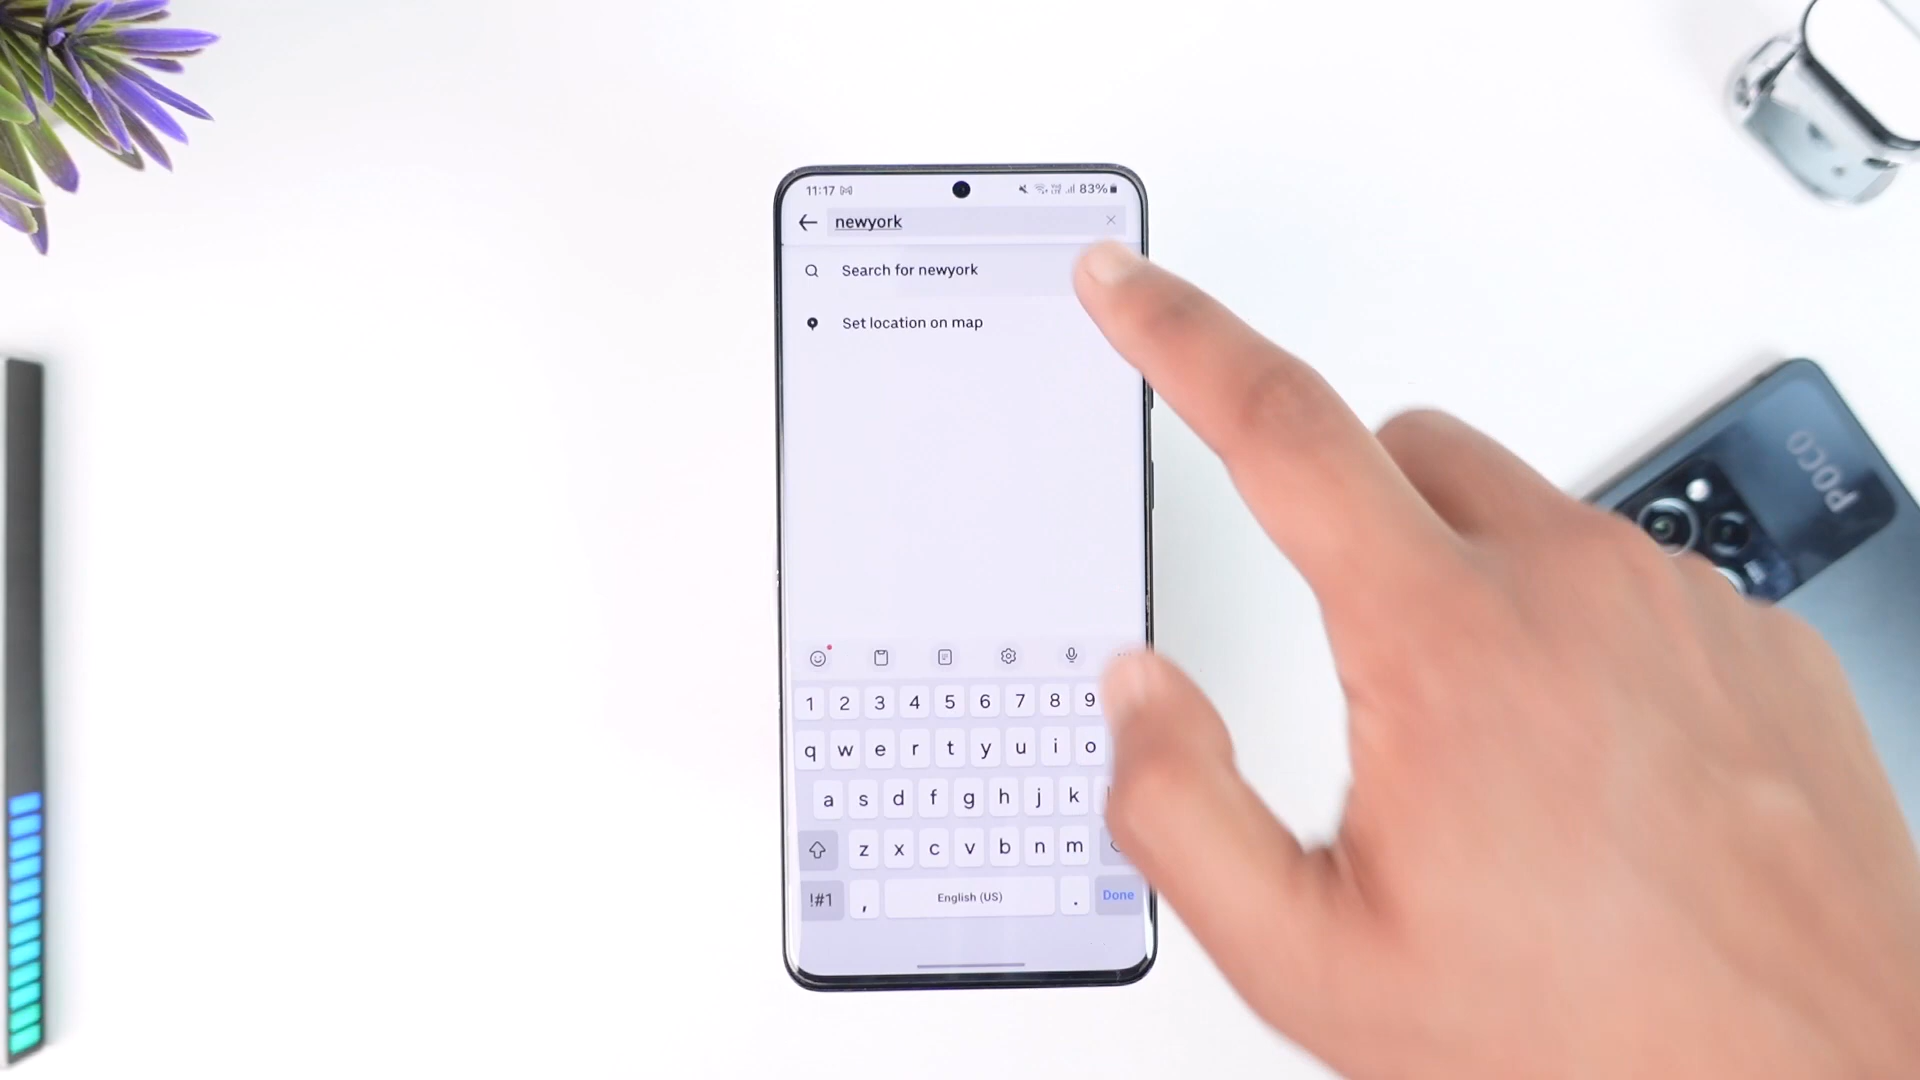 11:17 83%
newyork
Search for newyork
Set location on map
1 2 3 4 5 6 7 8 9
q w e r t y u i o
a s d f g h j k
z x c v b n m
!#1 , English (US) . Done
POCO